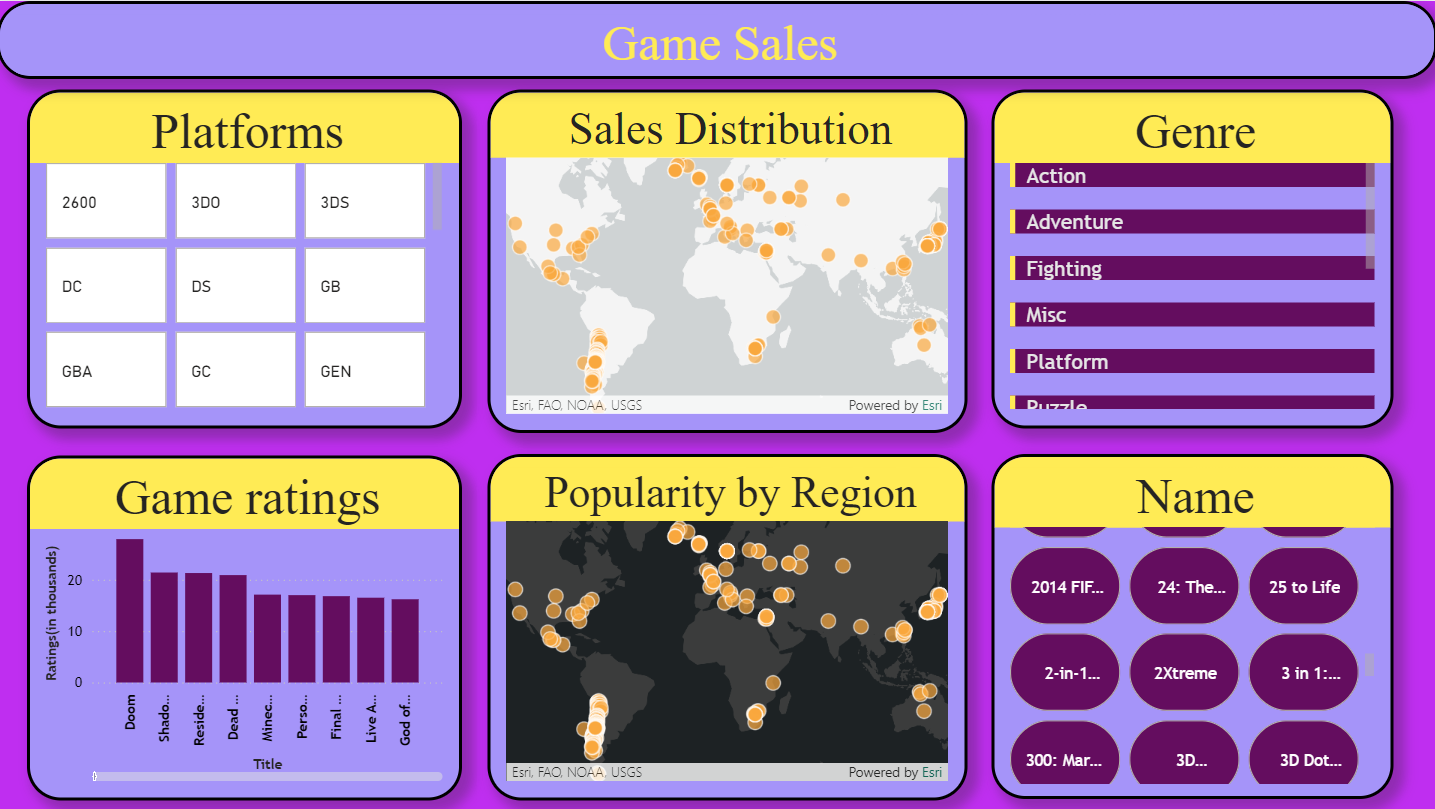 Game Sales
Platforms
2600
3DO
3DS
DC
DS
GB
GBA
GC
GEN
Sales Distribution
Esri, FAO, NOAA, USGS
Powered by Esri
Genre
Action
Adventure
Fighting
Misc
Platform
Puzzle
Game ratings
Ratings(in thousands)
20
10
0
Doom
Shado...
Reside...
Dead ...
Minec...
Perso...
Final ...
Live A...
God of...
Title
Popularity by Region
Esri, FAO, NOAA, USGS
Powered by Esri
Name
2014 FIF...
24: The...
25 to Life
2-in-1...
2Xtreme
3 in 1:...
300: Mar...
3D...
3D Dot...